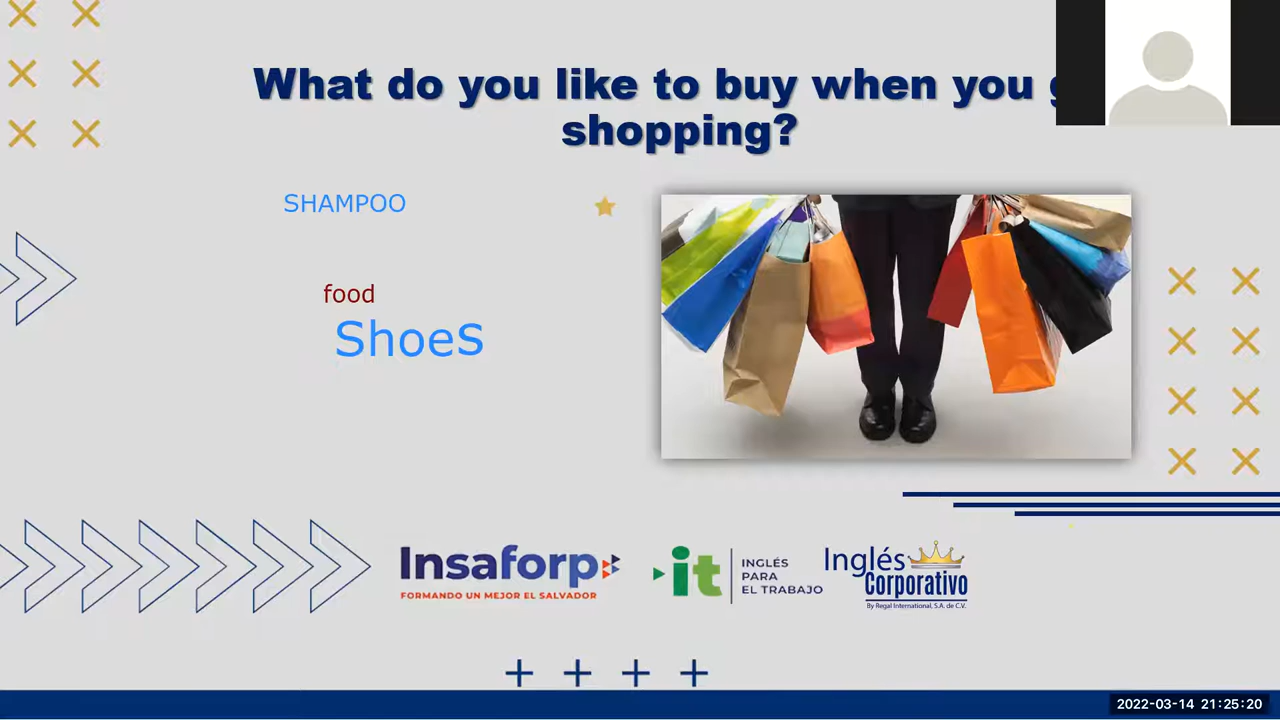 What do you like to buy when you
shopping?
SHAMPOO
food
Shoes
Insaforp
FORMANDO UN MEJOR EL SALVADOR
it
INGLÉS
PARA
EL TRABAJO
Inglés
Corporativo
By Regal International, S.A. de C.V.
2022-03-14 21:25:20